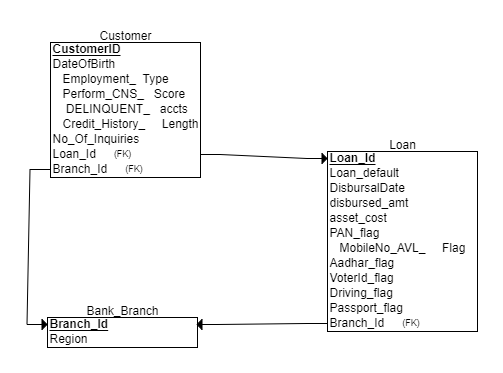 Customer
CustomerID
DateOfBirth
Employment_ Type
Perform_CNS_ Score
DELINQUENT_ accts
Credit_History_ Length
No_Of_Inquiries
Loan_Id (FK)
Branch_Id (FK)
Loan
Loan_Id
Loan_default
DisbursalDate
disbursed_amt
asset_cost
PAN_flag
MobileNo_AVL_ Flag
Aadhar_flag
VoterId_flag
Driving_flag
Passport_flag
Branch_Id (FK)
Bank_Branch
Branch_Id
Region